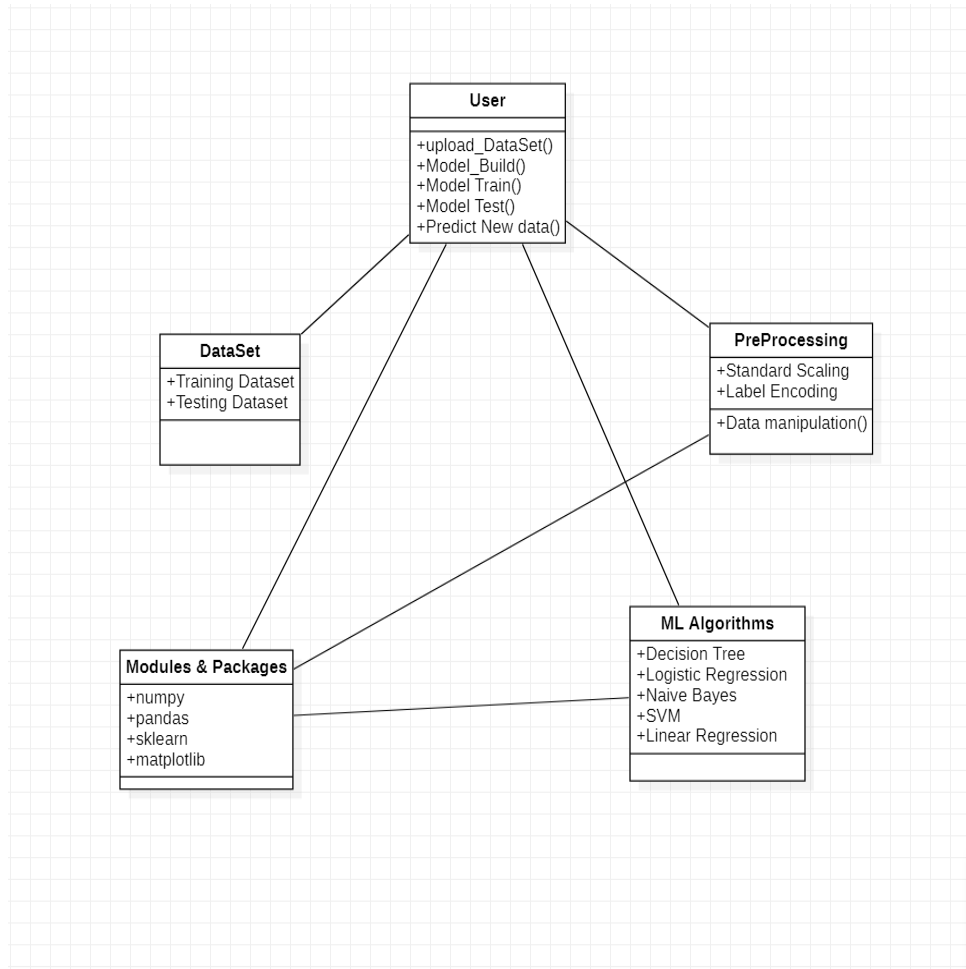 User
+upload_DataSet()
+Model_Build()
+Model Train()
+Model Test()
+Predict New data()
DataSet
+Training Dataset
+Testing Dataset
PreProcessing
+Standard Scaling
+Label Encoding
+Data manipulation()
Modules & Packages
+numpy
+pandas
+sklearn
+matplotlib
ML Algorithms
+Decision Tree
+Logistic Regression
+Naive Bayes
+SVM
+Linear Regression